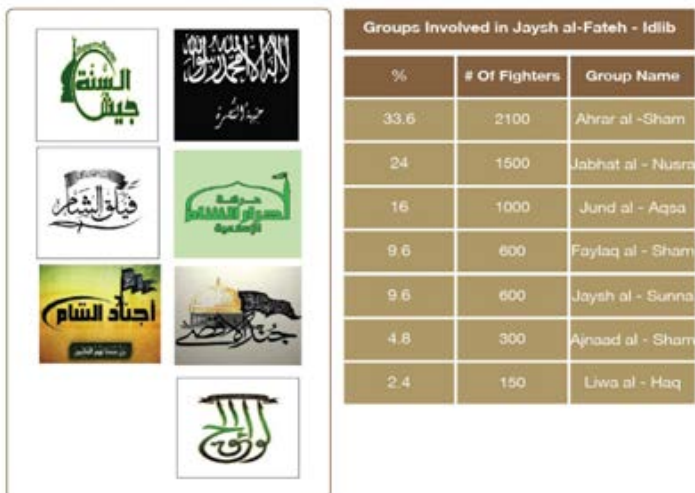 جيش السنة
لا إله إلا الله محمد رسول الله
جبهة النصرة
فيلق الشام
حركة
أحرار الشام
الإسلامية
أجناد الشام
جند الأقصى
لواء الحق
Groups Involved in Jaysh al-Fateh - Idlib
% # Of Fighters Group Name
33.6 2100 Ahrar al -Sham
24 1500 Jabhat al - Nusra
16 1000 Jund al - Aqsa
9.6 600 Faylaq al - Sham
9.6 600 Jaysh al - Sunna
4.8 300 Ajnaad al - Sham
2.4 150 Liwa al - Haq